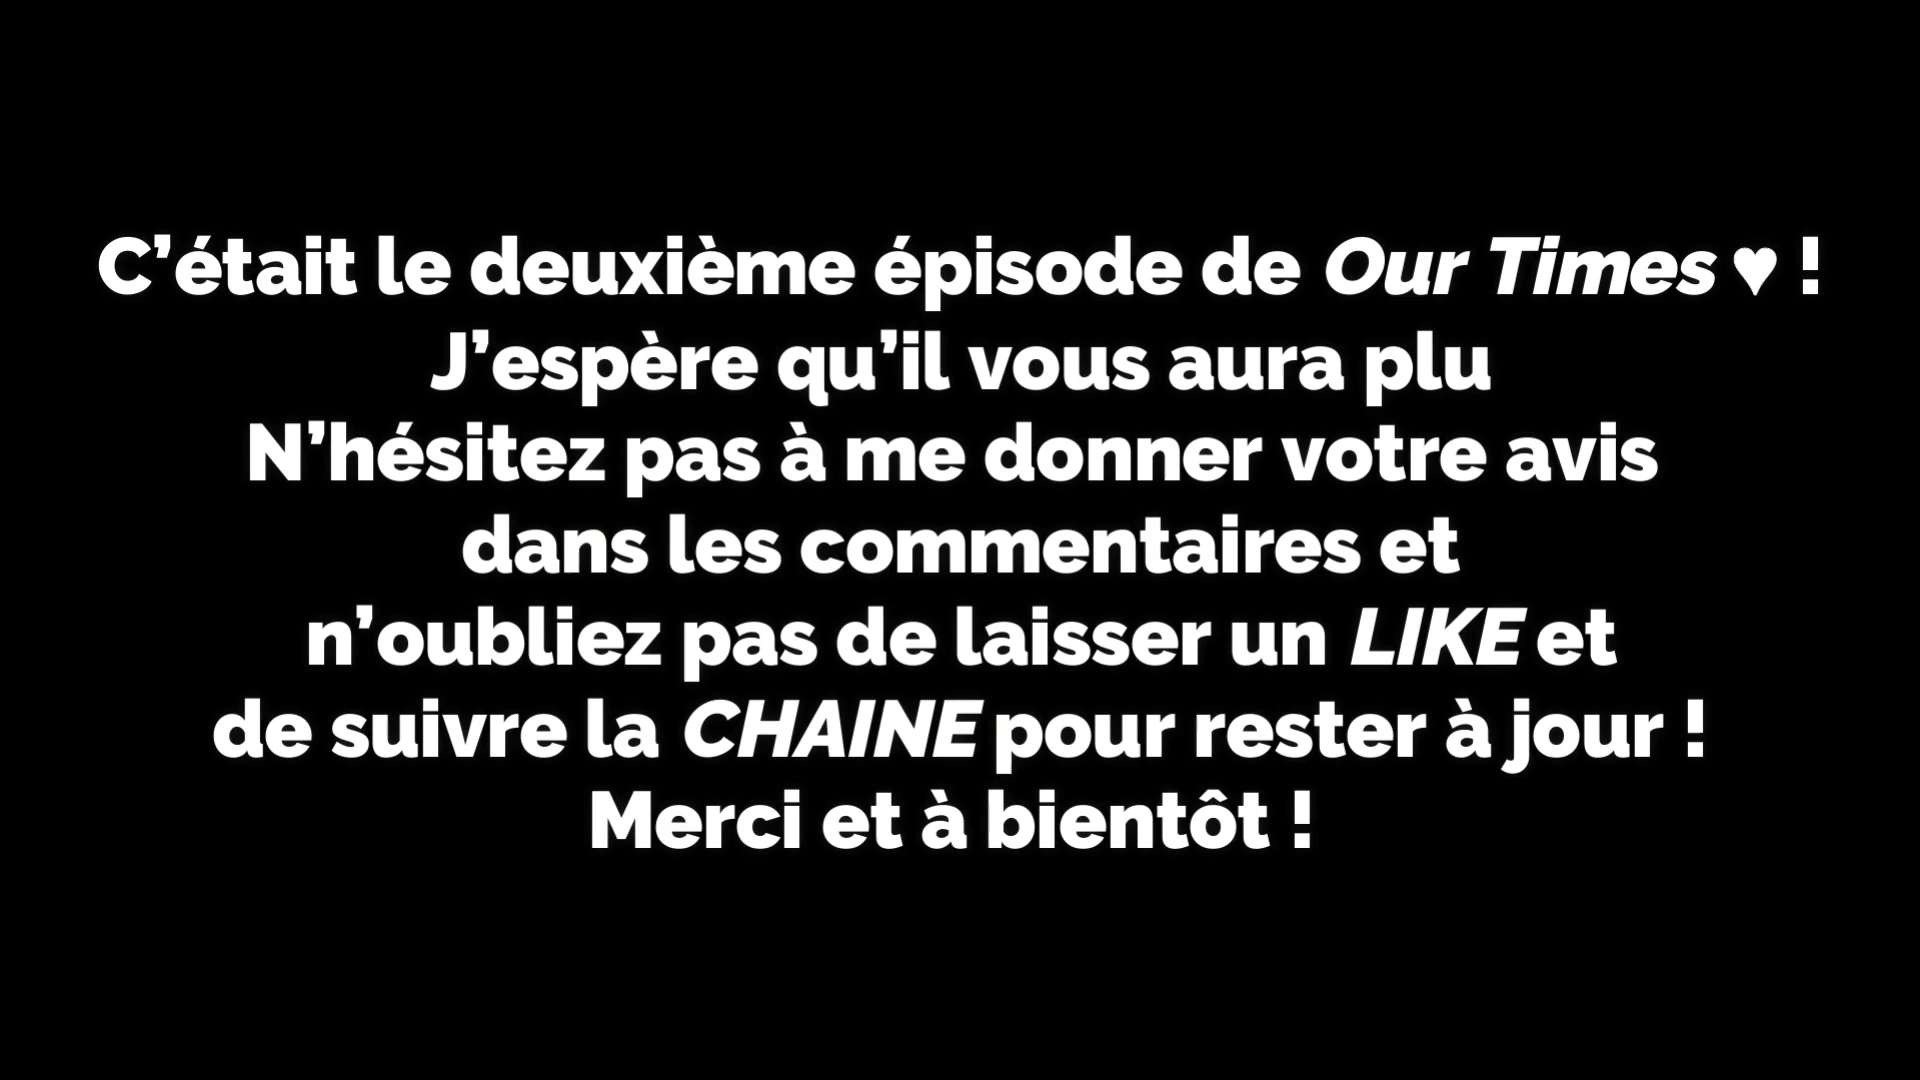 C’était le deuxième épisode de Our Times ♥ !
J’espère qu’il vous aura plu
N’hésitez pas à me donner votre avis
dans les commentaires et
n’oubliez pas de laisser un LIKE et
de suivre la CHAINE pour rester à jour !
Merci et à bientôt !